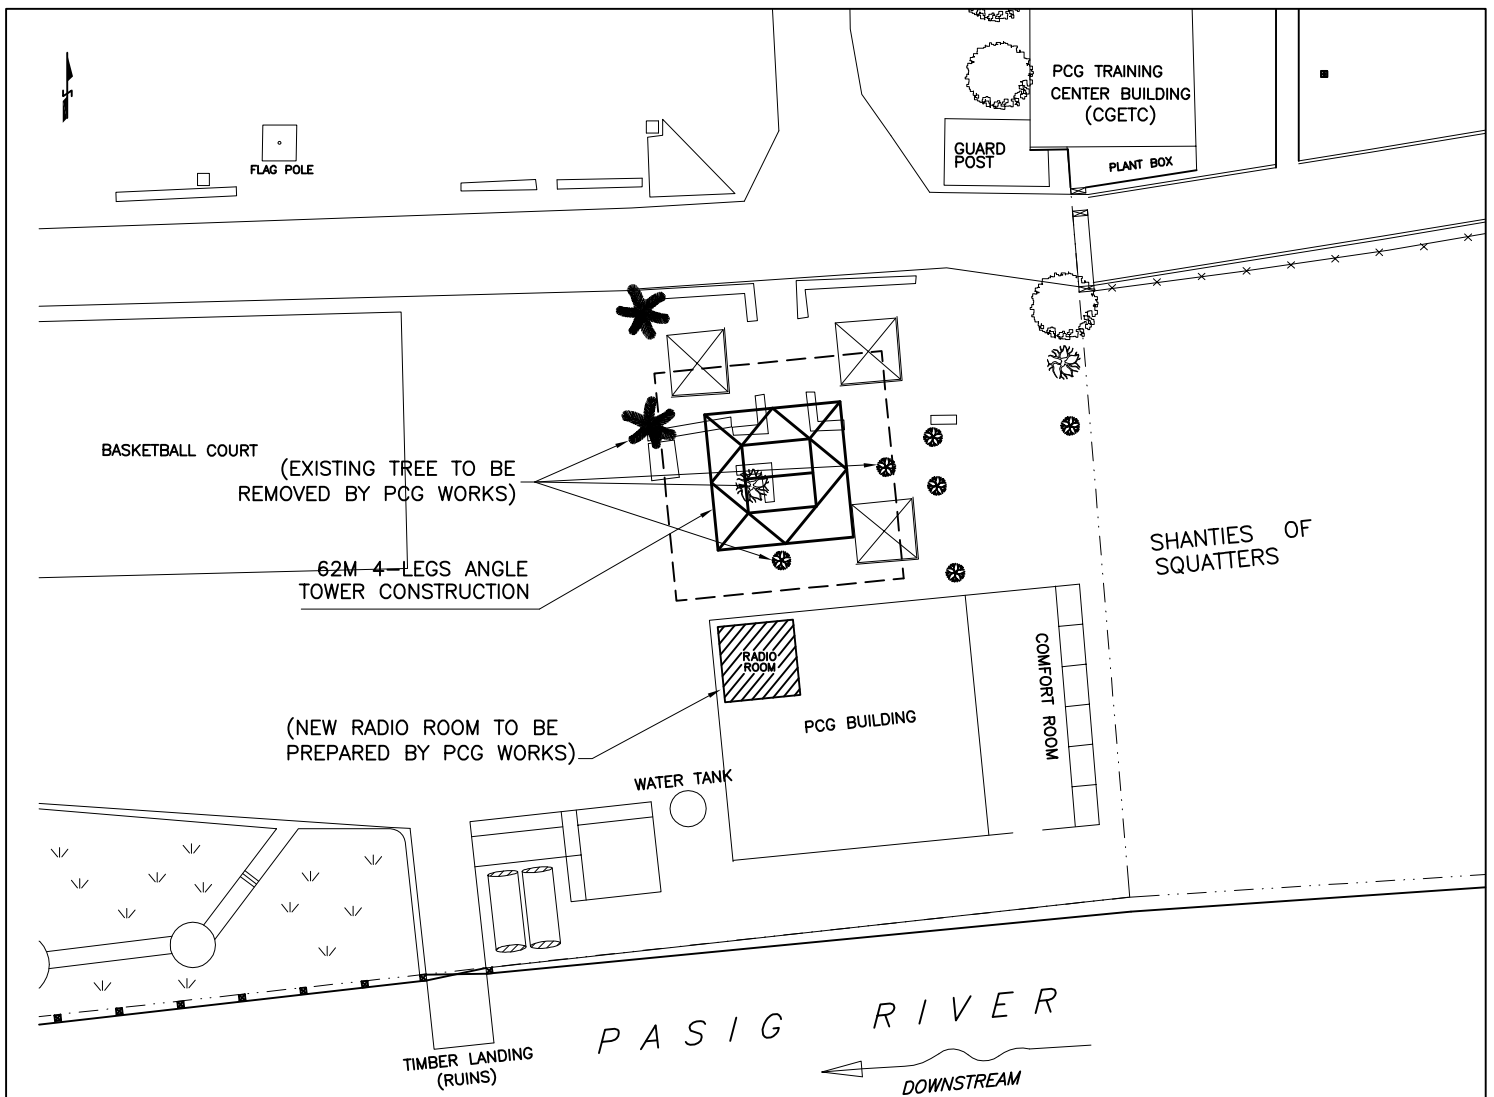 PCG TRAINING
CENTER BUILDING
(CGETC)
GUARD
POST
PLANT BOX
FLAG POLE
N
BASKETBALL COURT
(EXISTING TREE TO BE
REMOVED BY PCG WORKS)
62M 4-LEGS ANGLE
TOWER CONSTRUCTION
SHANTIES OF
SQUATTERS
RADIO
ROOM
COMFORT ROOM
PCG BUILDING
(NEW RADIO ROOM TO BE
PREPARED BY PCG WORKS)
WATER TANK
PASIG RIVER
TIMBER LANDING
(RUINS)
DOWNSTREAM